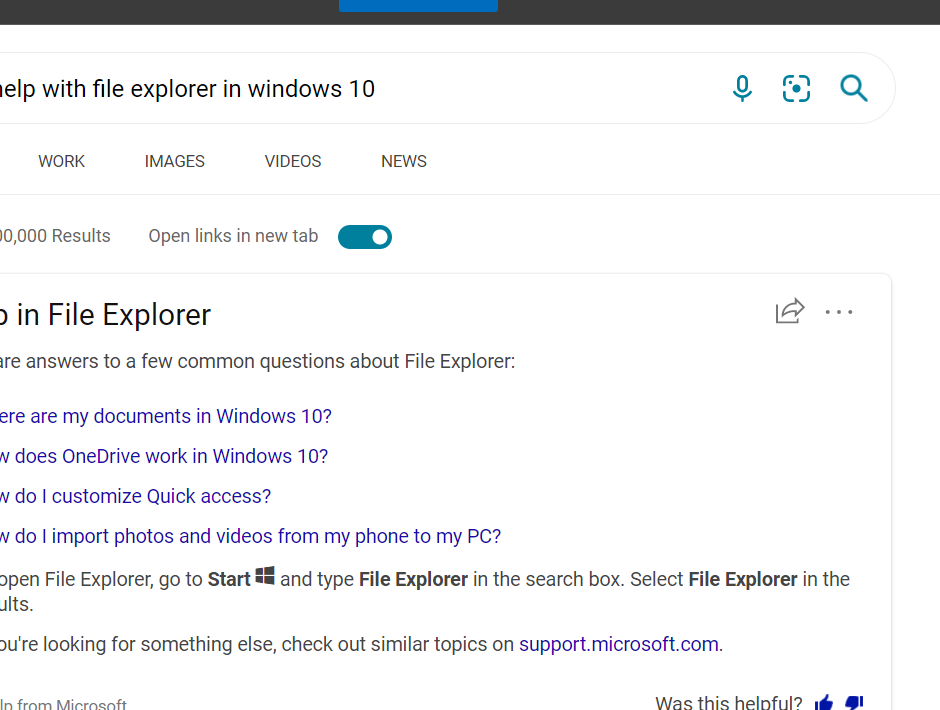 help with file explorer in windows 10
WORK IMAGES VIDEOS NEWS
00,000 Results Open links in new tab
p in File Explorer
are answers to a few common questions about File Explorer:
ere are my documents in Windows 10?
w does OneDrive work in Windows 10?
w do I customize Quick access?
w do I import photos and videos from my phone to my PC?
open File Explorer, go to Start and type File Explorer in the search box. Select File Explorer in the
ults.
ou're looking for something else, check out similar topics on support.microsoft.com.
lp from Microsoft Was this helpful?